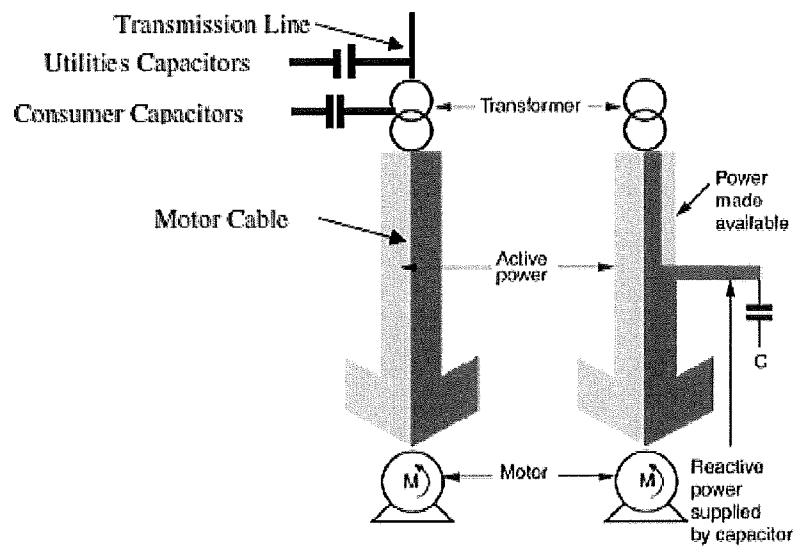 Transmission Line
Utilities Capacitors
Consumer Capacitors
Transformer
Power
made
available
Motor Cable
Active
power
C
M
Motor
M
Reactive
power
supplied
by capacitor